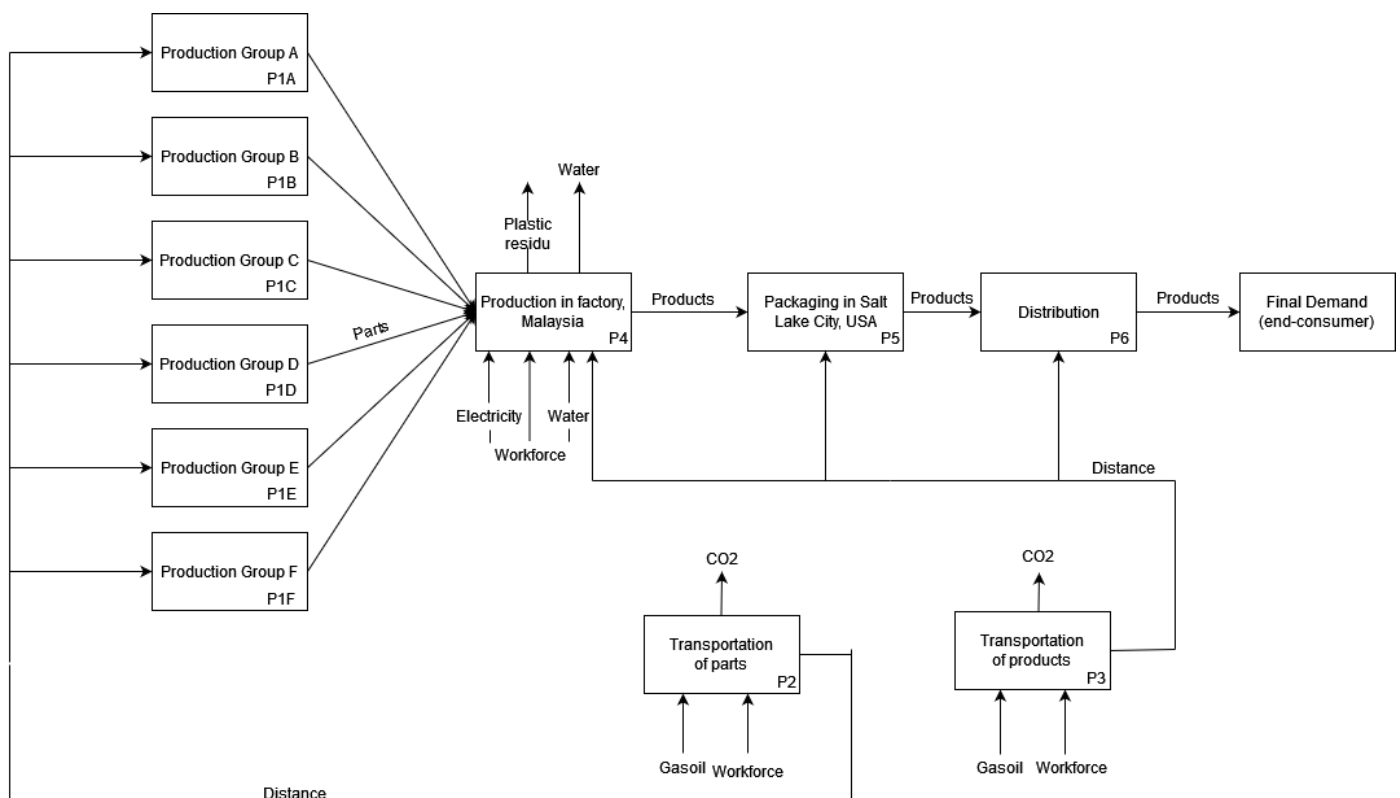 Production Group A
P1A
Production Group B
P1B
Production Group C
P1C
Production Group D
P1D
Production Group E
P1E
Production Group F
P1F
Parts
Water
Plastic
residu
Production in factory,
Malaysia
P4
Electricity
Water
Workforce
Products
Packaging in Salt
Lake City, USA
P5
Products
Distribution
P6
Products
Final Demand
(end-consumer)
Distance
CO2
Transportation
of parts
P2
Gasoil
Workforce
CO2
Transportation
of products
P3
Gasoil
Workforce
Distance